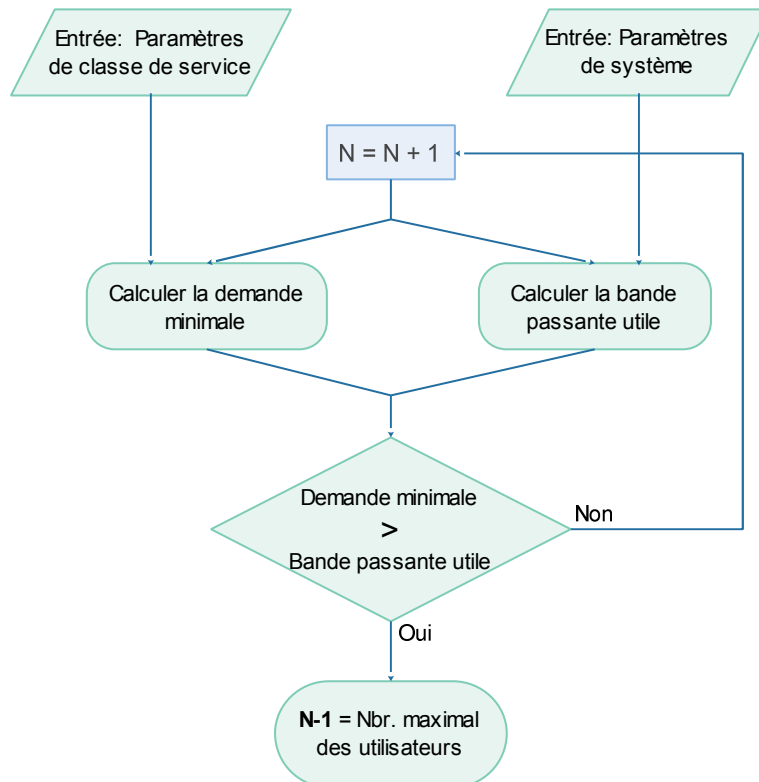 Entrée: Paramètres
de classe de service
Entrée: Paramètres
de système
N = N + 1
Calculer la demande
minimale
Calculer la bande
passante utile
Demande minimale
>
Bande passante utile
Non
Oui
N-1 = Nbr. maximal
des utilisateurs